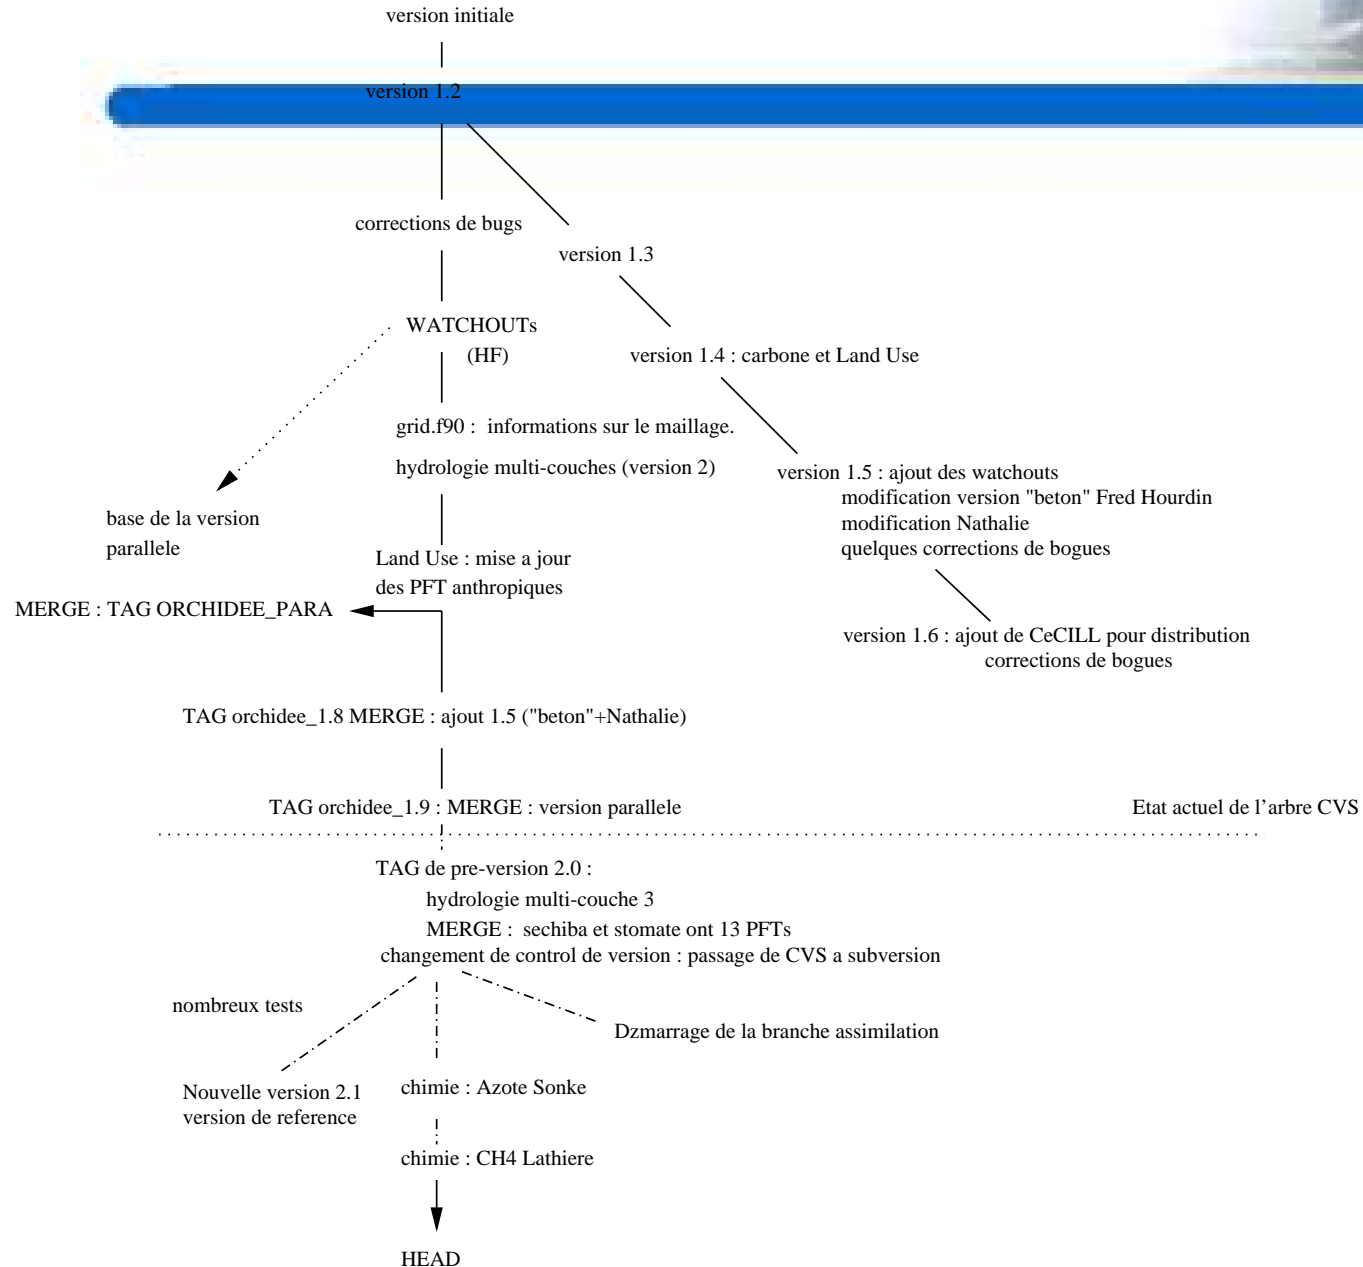 version initiale
version 1.2
corrections de bugs
version 1.3
WATCHOUTs
(HF)
version 1.4 : carbone et Land Use
grid.f90 : informations sur le maillage.
hydrologie multi-couches (version 2)
version 1.5 : ajout des watchouts
modification version "beton" Fred Hourdin
modification Nathalie
quelques corrections de bogues
base de la version
parallele
Land Use : mise a jour
des PFT anthropiques
MERGE : TAG ORCHIDEE_PARA
version 1.6 : ajout de CeCILL pour distribution
corrections de bogues
TAG orchidee_1.8 MERGE : ajout 1.5 ("beton"+Nathalie)
TAG orchidee_1.9 : MERGE : version parallele
Etat actuel de l'arbre CVS
TAG de pre-version 2.0 :
hydrologie multi-couche 3
MERGE : sechiba et stomate ont 13 PFTs
changement de control de version : passage de CVS a subversion
nombreux tests
Dzmarrage de la branche assimilation
Nouvelle version 2.1
version de reference
chimie : Azote Sonke
chimie : CH4 Lathiere
HEAD